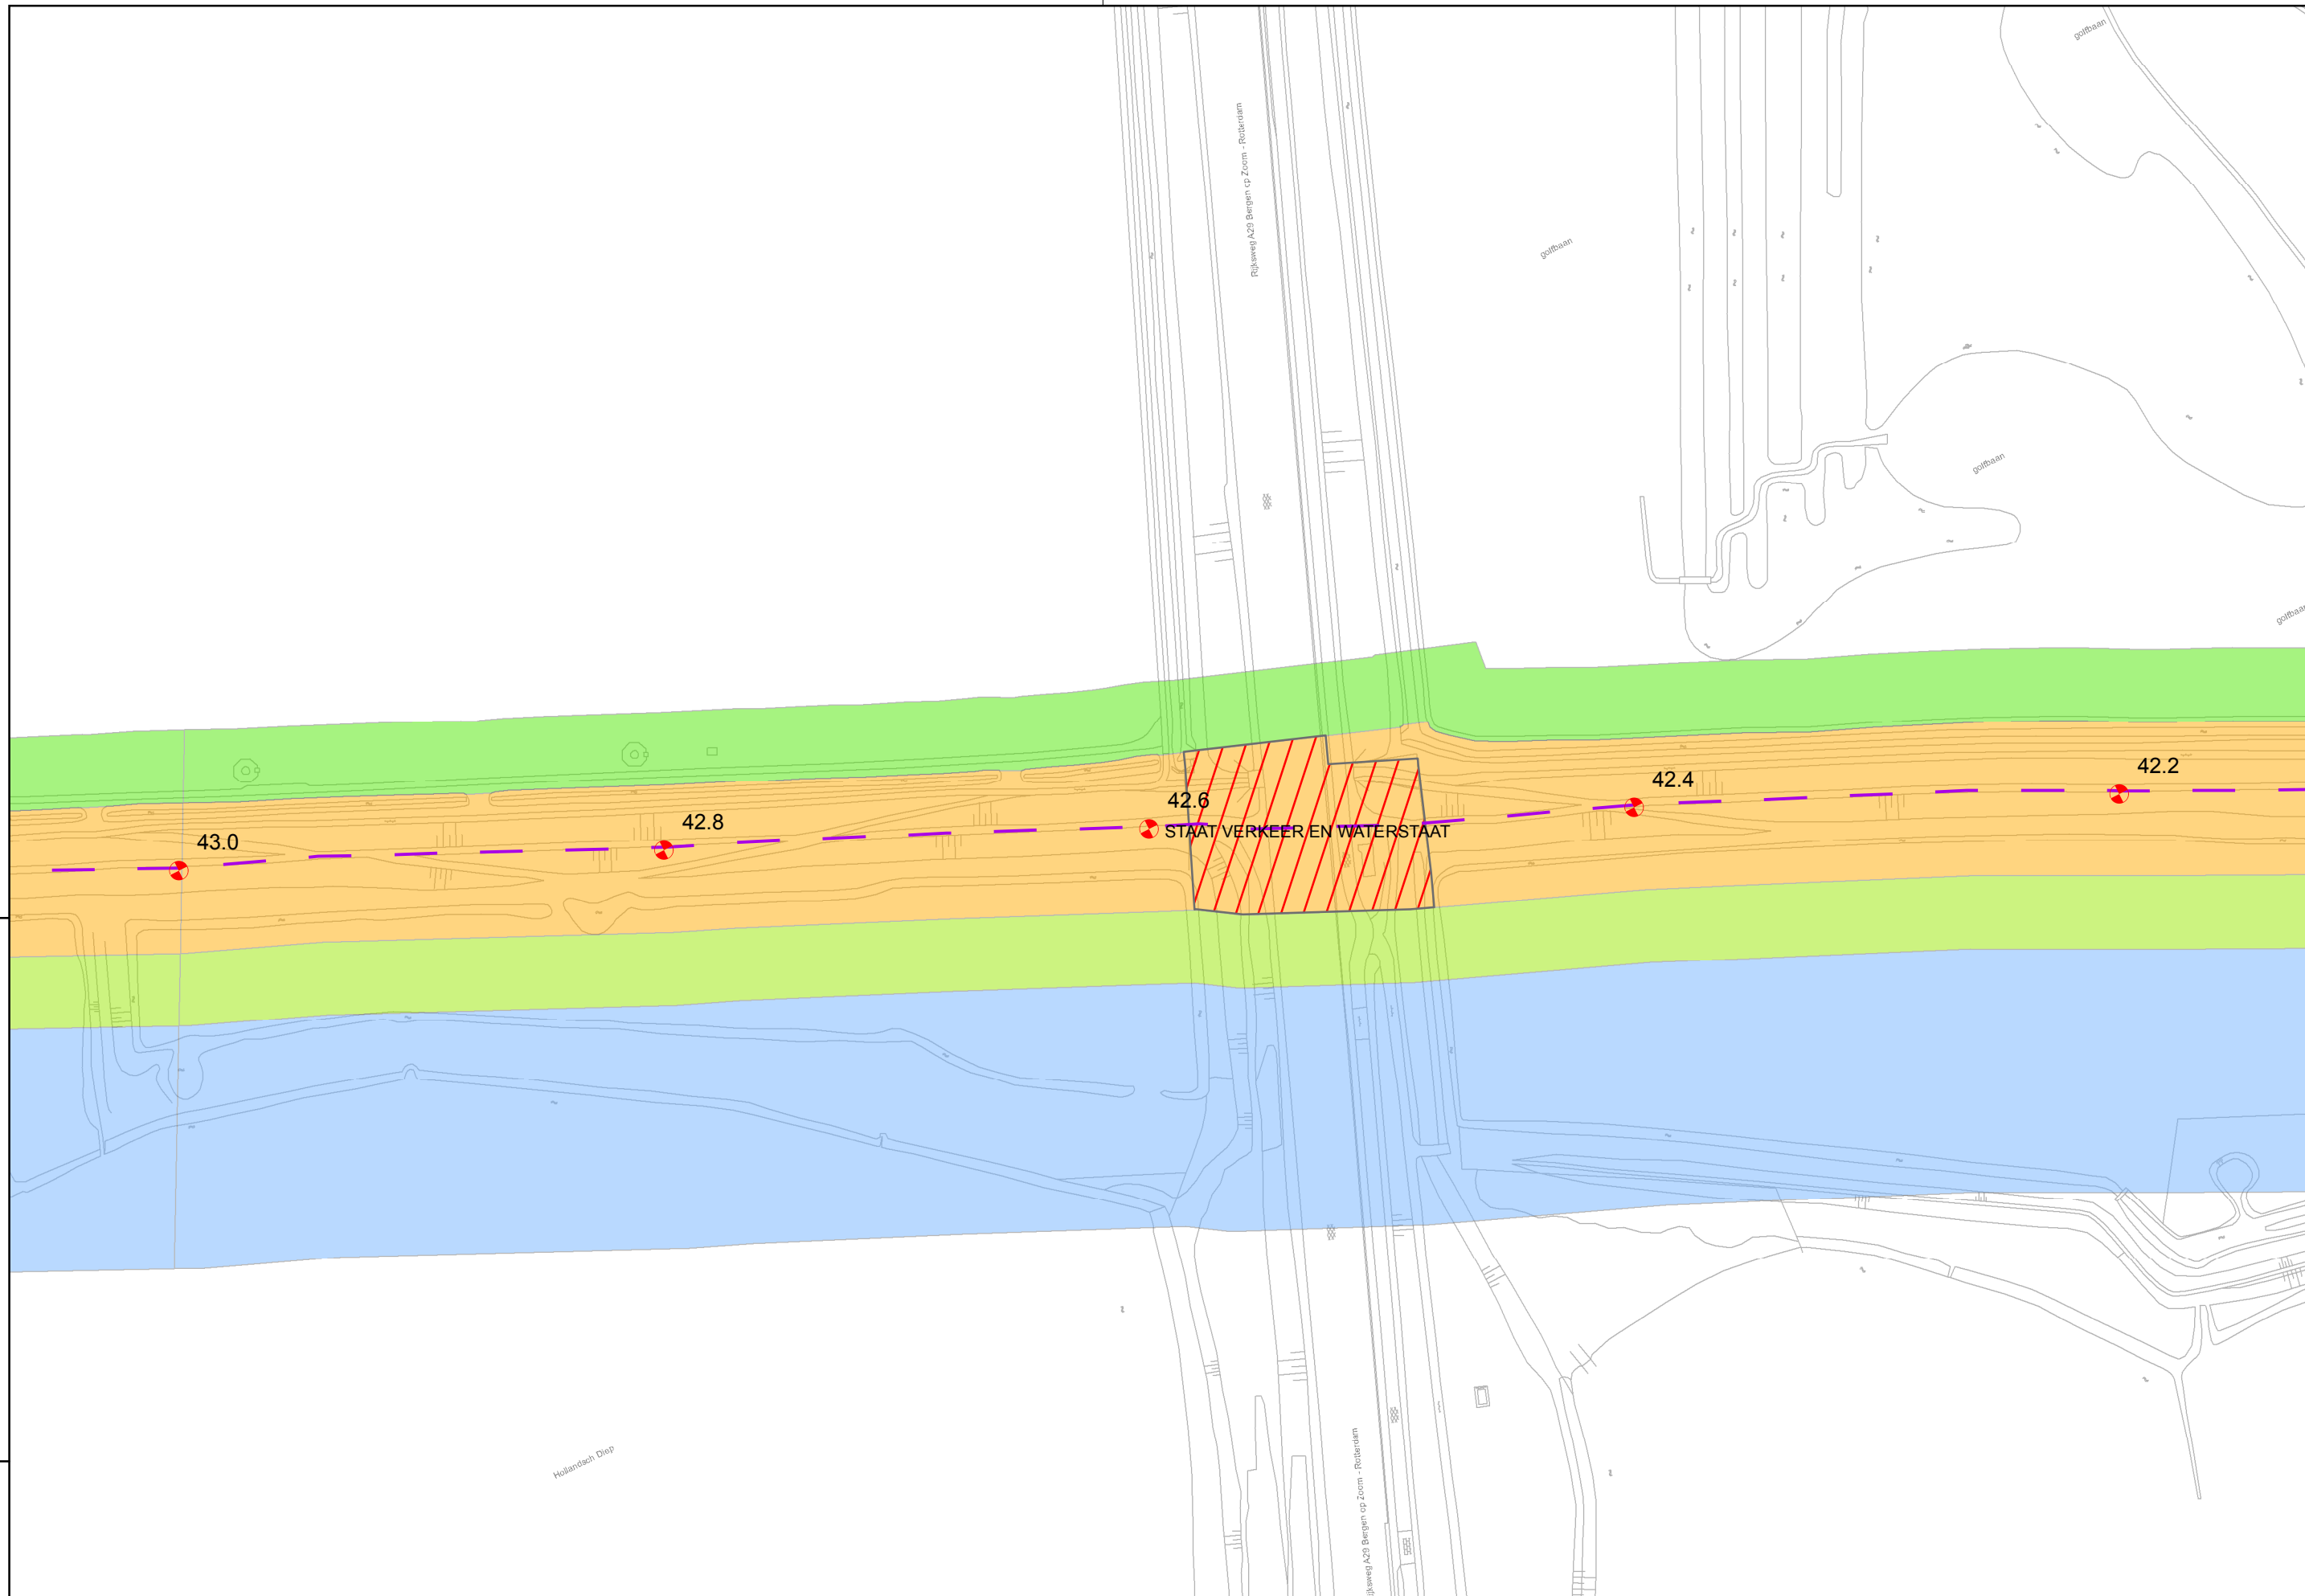 golfbaan
Rijksweg A29 Bergen op Zoom - Rotterdam
golfbaan
golfbaan
golfbaan
42.2
42.4
42.6
42.8
43.0
STAAT VERKEER EN WATERSTAAT
Hollandsch Diep
Rijksweg A29 Bergen op Zoom - Rotterdam